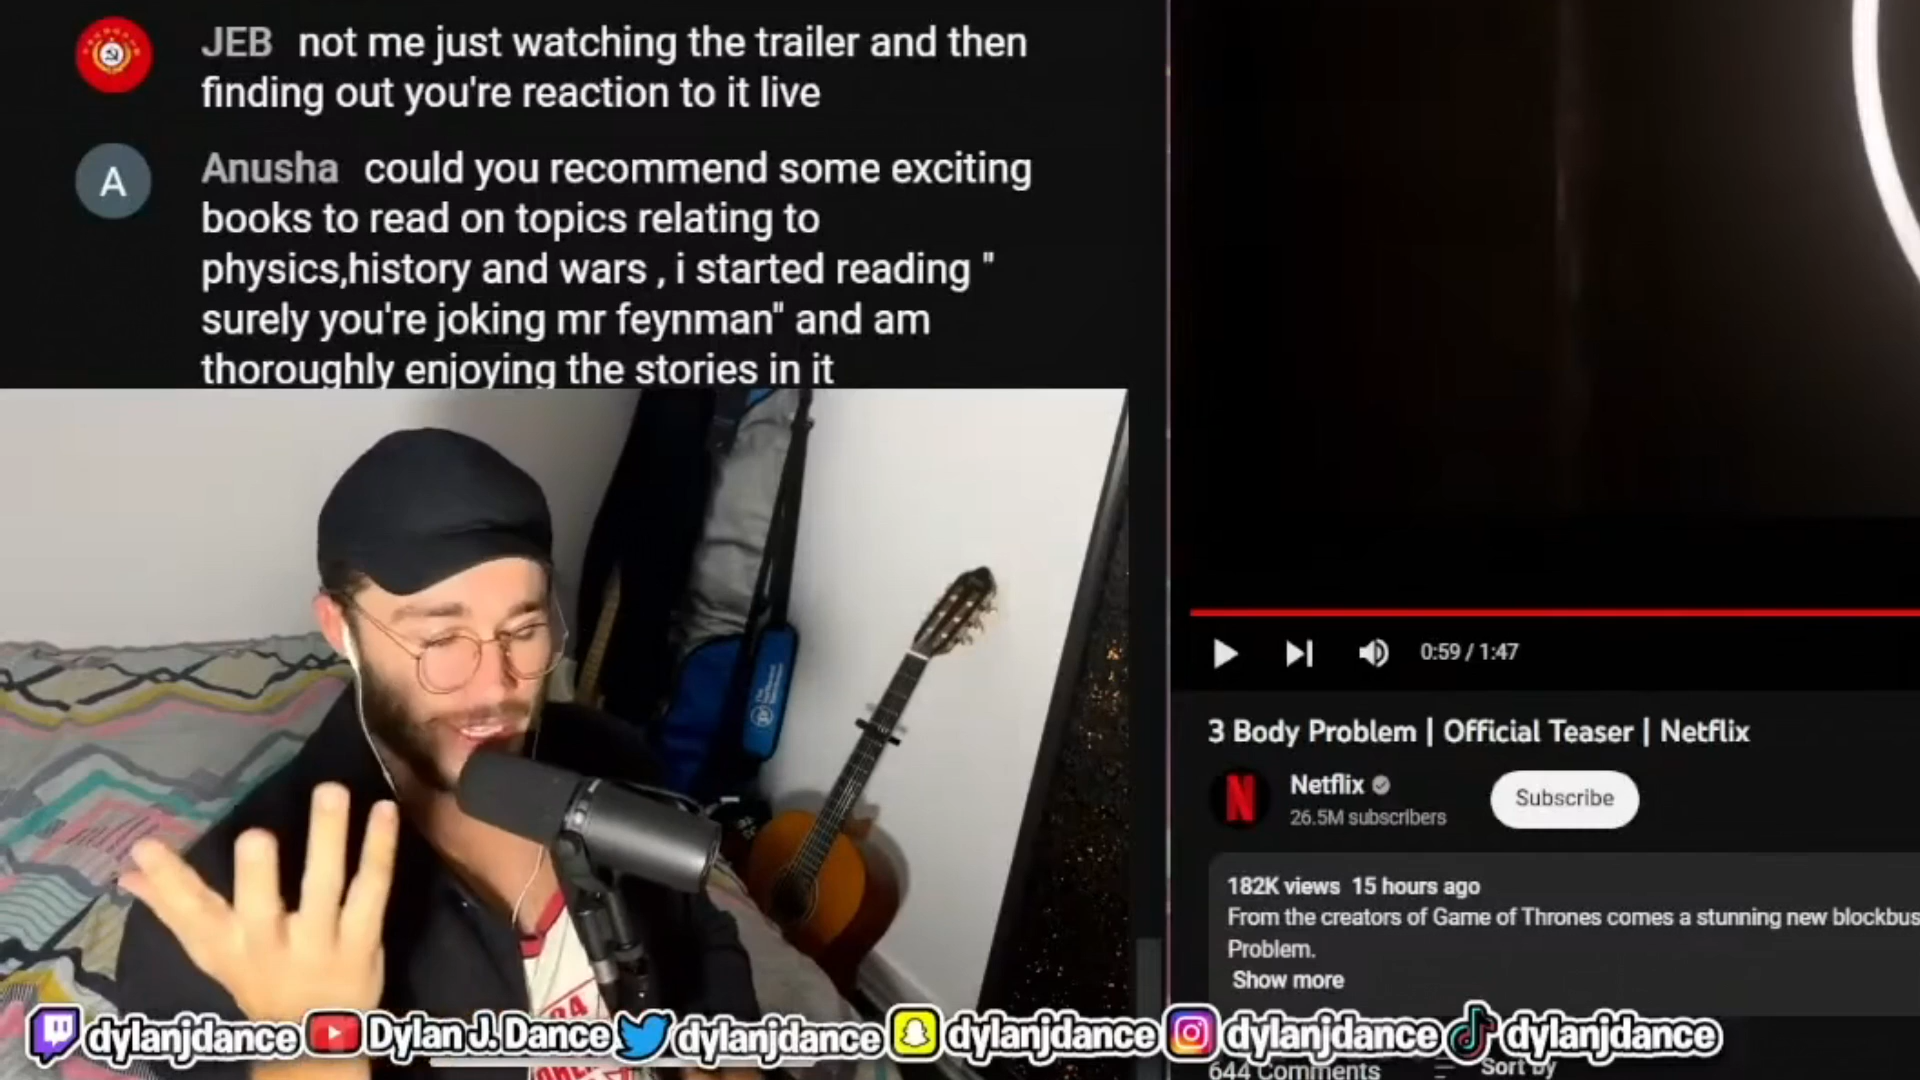 JEB not me just watching the trailer and then
finding out you're reaction to it live
A
Anusha could you recommend some exciting
books to read on topics relating to
physics,history and wars , i started reading "
surely you're joking mr feynman" and am
thoroughly enjoying the stories in it
0:59 / 1:47
3 Body Problem | Official Teaser | Netflix
N
Netflix
26.5M subscribers
Subscribe
182K views 15 hours ago
From the creators of Game of Thrones comes a stunning new blockbus
Problem.
Show more
dylanjdance Dylan J. Dance dylanjdance dylanjdance dylanjdance dylanjdance
644 Comments
Sort by